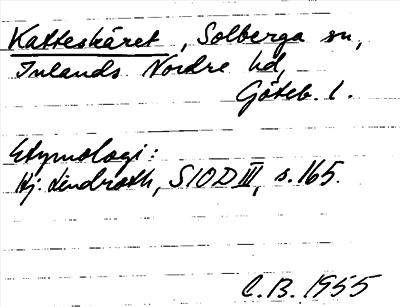 Katteskäret, Solberga sn,
Inlands Nordre hd,
Göteb. l.
Etymologi:
Hj. Lindroth, SIOD III, s. 165.
C.B. 1955